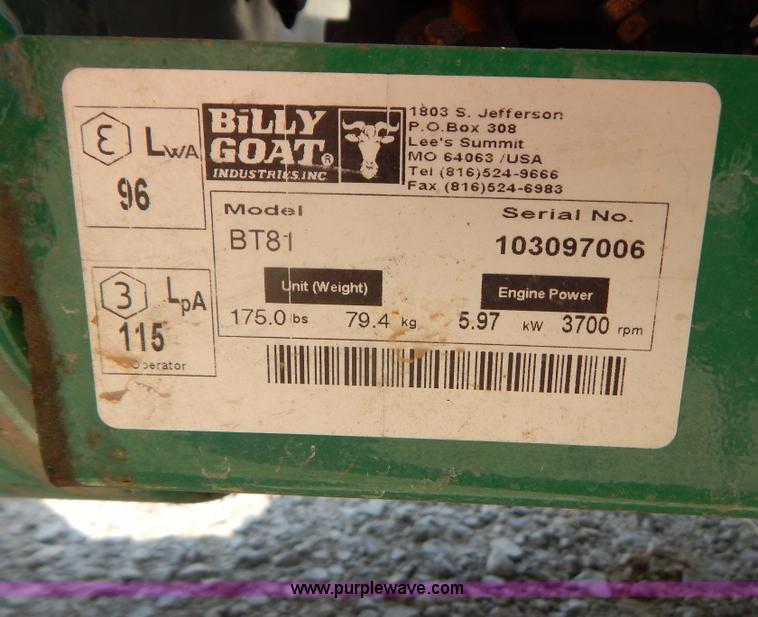 BILLY
GOAT®
INDUSTRIES,INC
1803 S. Jefferson
P.O.Box 308
Lee's Summit
MO 64063 /USA
Tel (816)524-9666
Fax (816)524-6983
ε LWA
96
3 LpA
115
Operator
Model Serial No.
BT81 103097006
Unit (Weight) Engine Power
175.0 lbs 79.4 kg 5.97 kW 3700 rpm
www.purplewave.com